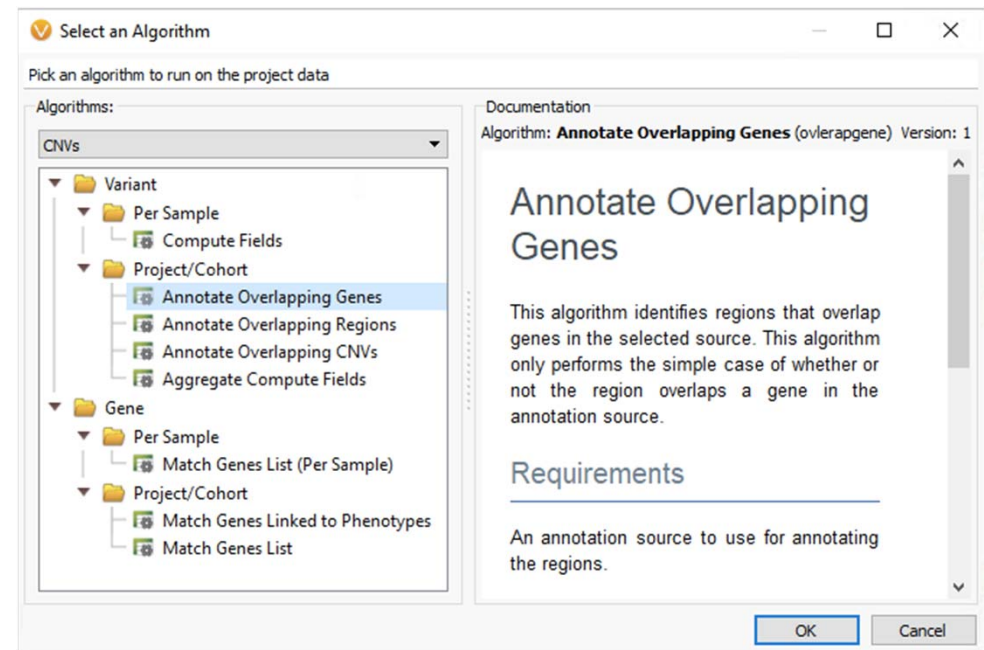 Select an Algorithm
Pick an algorithm to run on the project data
Algorithms:
CNVs
Variant
Per Sample
Compute Fields
Project/Cohort
Annotate Overlapping Genes
Annotate Overlapping Regions
Annotate Overlapping CNVs
Aggregate Compute Fields
Gene
Per Sample
Match Genes List (Per Sample)
Project/Cohort
Match Genes Linked to Phenotypes
Match Genes List
Documentation
Algorithm: Annotate Overlapping Genes (ovlerapgene) Version: 1
Annotate Overlapping
Genes
This algorithm identifies regions that overlap
genes in the selected source. This algorithm
only performs the simple case of whether or
not the region overlaps a gene in the
annotation source.
Requirements
An annotation source to use for annotating
the regions.
OK
Cancel